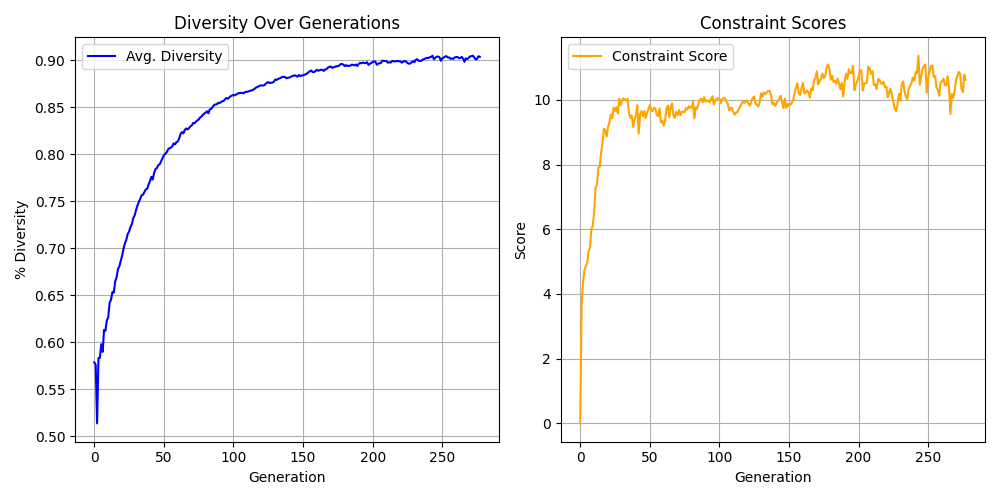 Diversity Over Generations
Avg. Diversity
% Diversity
0.90
0.85
0.80
0.75
0.70
0.65
0.60
0.55
0.50
0 50 100 150 200 250
Generation
Constraint Scores
Constraint Score
Score
10
8
6
4
2
0
0 50 100 150 200 250
Generation